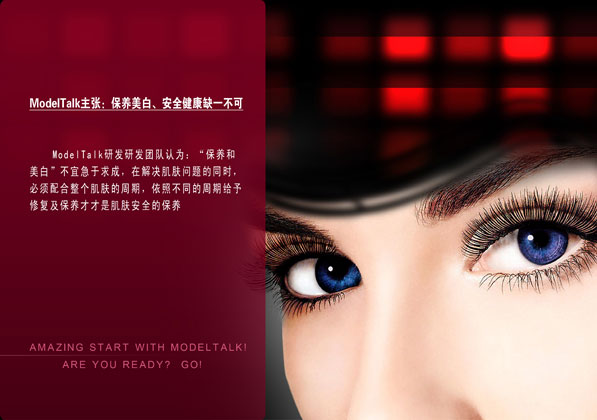 ModelTalk主张：保养美白、安全健康缺一不可
ModelTalk研发研发团队认为：“保养和
美白”不宜急于求成，在解决肌肤问题的同时，
必须配合整个肌肤的周期，依照不同的周期给予
修复及保养才才是肌肤安全的保养
AMAZING START WITH MODELTALK!
ARE YOU READY? GO!